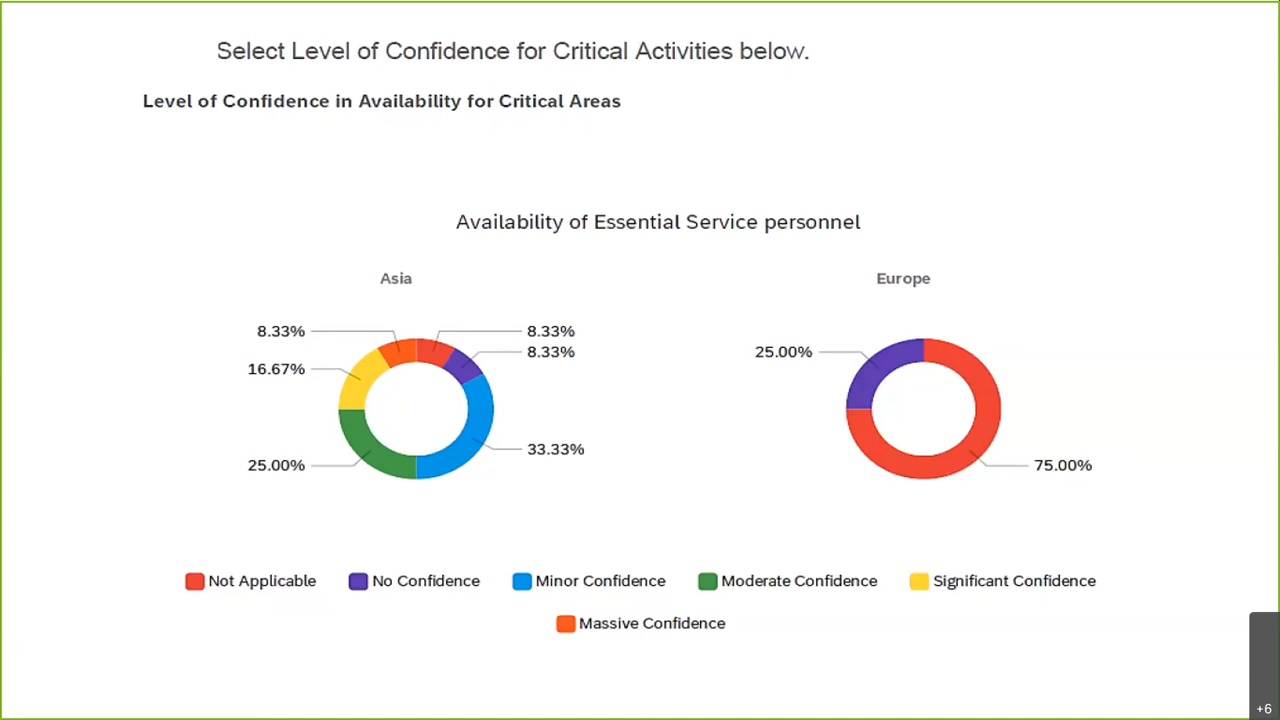 Select Level of Confidence for Critical Activities below.
Level of Confidence in Availability for Critical Areas
Availability of Essential Service personnel
Asia
Europe
8.33%
8.33%
8.33%
16.67%
33.33%
25.00%
25.00%
75.00%
Not Applicable No Confidence Minor Confidence Moderate Confidence Significant Confidence
Massive Confidence
+6